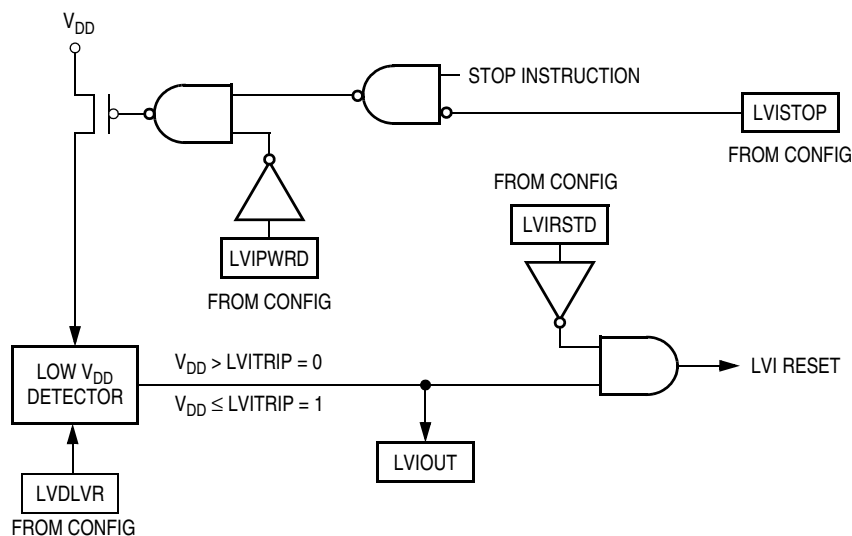 VDD
STOP INSTRUCTION
LVISTOP
FROM CONFIG
FROM CONFIG
LVIRSTD
LVIPWRD
FROM CONFIG
LOW VDD
DETECTOR
VDD > LVITRIP = 0
VDD ≤ LVITRIP = 1
LVI RESET
LVIOUT
LVDLVR
FROM CONFIG